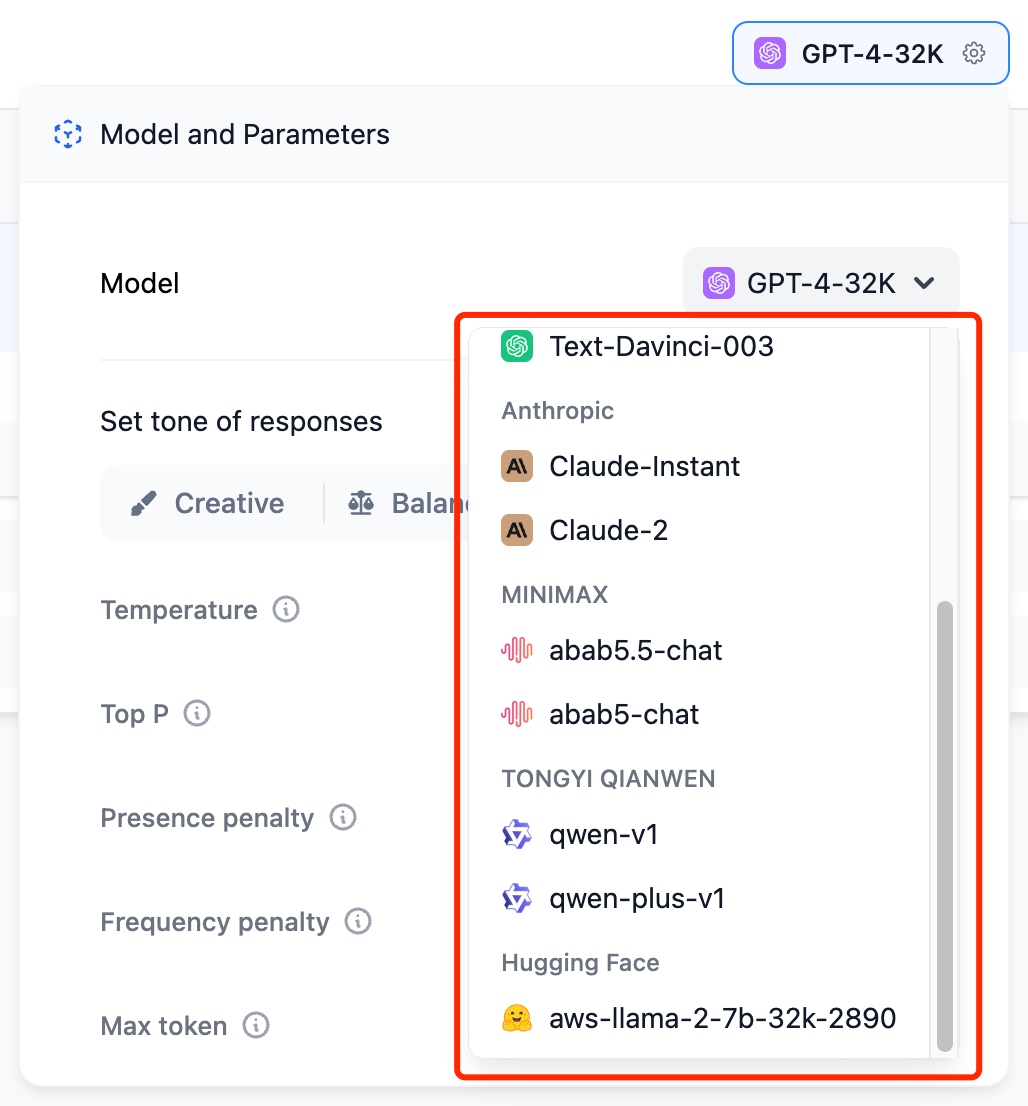 GPT-4-32K
Model and Parameters
Model
GPT-4-32K
Text-Davinci-003
Anthropic
Claude-Instant
Claude-2
MINIMAX
abab5.5-chat
abab5-chat
TONGYI QIANWEN
qwen-v1
qwen-plus-v1
Hugging Face
aws-llama-2-7b-32k-2890
Set tone of responses
Creative
Balanc
Temperature
Top P
Presence penalty
Frequency penalty
Max token